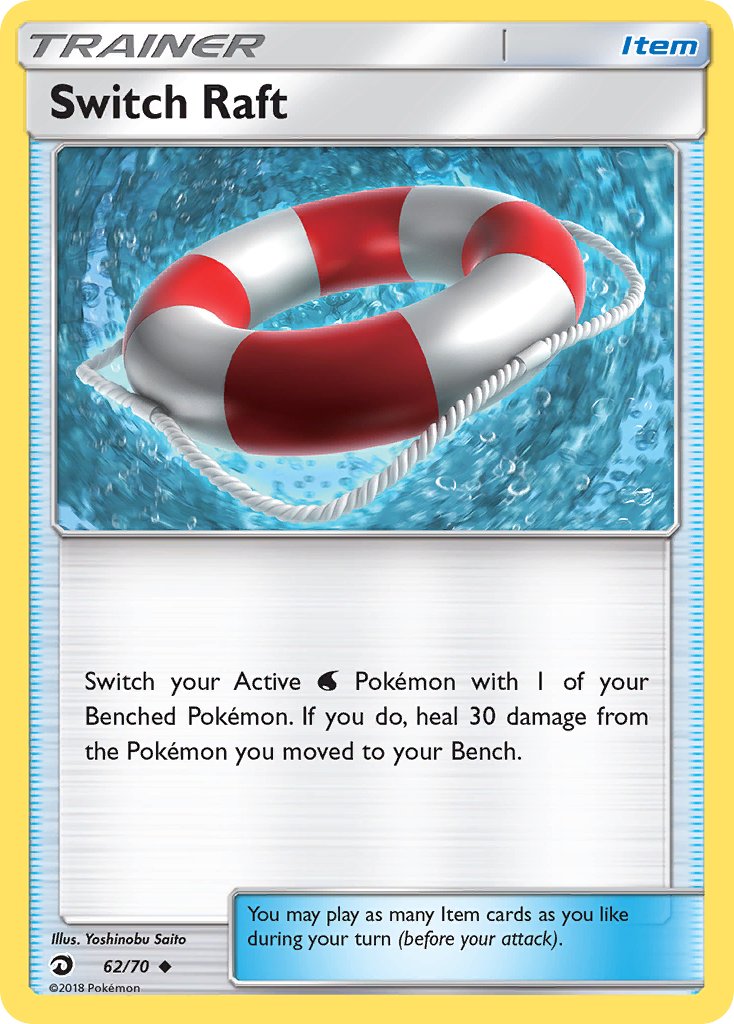 TRAINER
Item
Switch Raft
Switch your Active Pokémon with 1 of your
Benched Pokémon. If you do, heal 30 damage from
the Pokémon you moved to your Bench.
You may play as many Item cards as you like
during your turn (before your attack).
Illus. Yoshinobu Saito
62/70
©2018 Pokémon